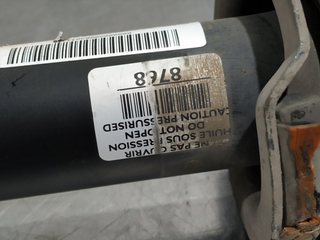 8768
CAUTION PRESSURISED
DO NOT OPEN
HUILE SOUS PRESSION
NE PAS OUVRIR